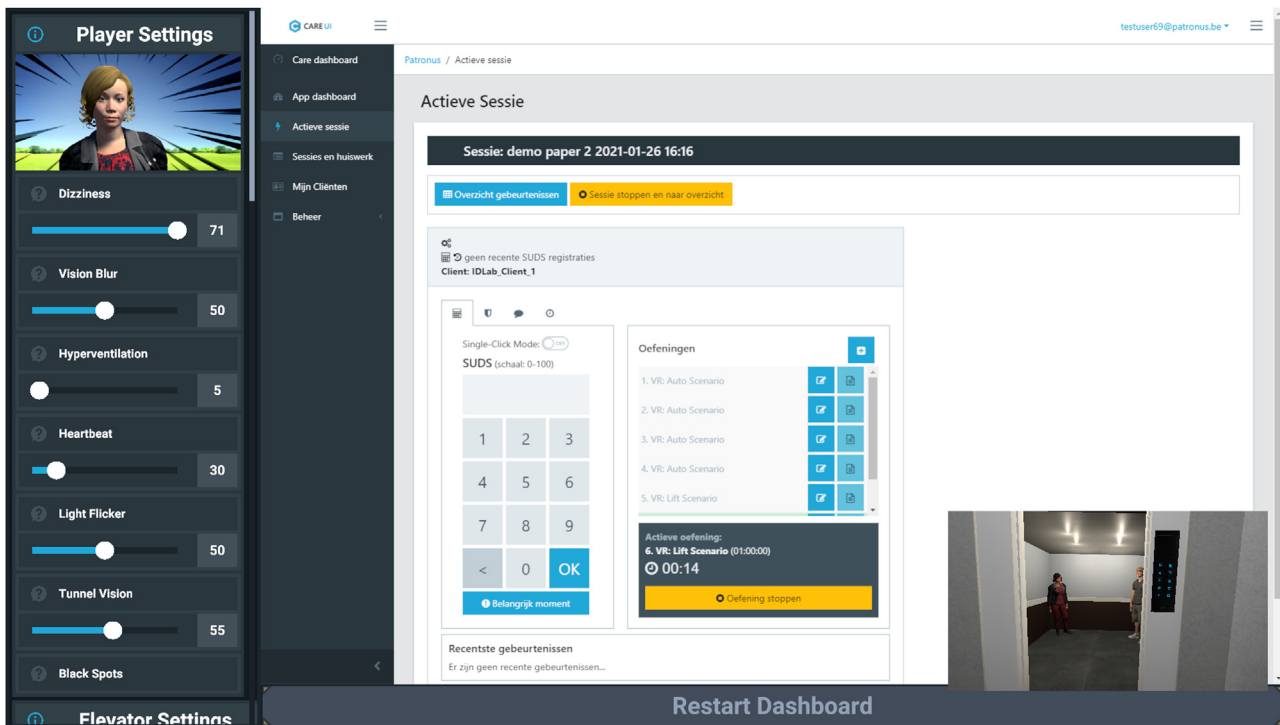 Player Settings
Dizziness
71
Vision Blur
50
Hyperventilation
5
Heartbeat
30
Light Flicker
50
Tunnel Vision
55
Black Spots
Elevator Settings
CARE UI
testuser69@patronus.be
Care dashboard
App dashboard
Actieve sessie
Sessies en huiswerk
Mijn Cliënten
Beheer
Patronus / Actieve sessie
Actieve Sessie
Sessie: demo paper 2 2021-01-26 16:16
Overzicht gebeurtenissen
Sessie stoppen en naar overzicht
geen recente SUDS registraties
Client: IDLab_Client_1
Single-Click Mode: OFF
SUDS (schaal: 0-100)
1 2 3
4 5 6
7 8 9
< 0 OK
Belangrijk moment
Oefeningen
1. VR: Auto Scenario
2. VR: Auto Scenario
3. VR: Auto Scenario
4. VR: Auto Scenario
5. VR: Lift Scenario
Actieve oefening:
6. VR: Lift Scenario (01:00:00)
00:14
Oefening stoppen
Recentste gebeurtenissen
Er zijn geen recente gebeurtenissen...
Restart Dashboard